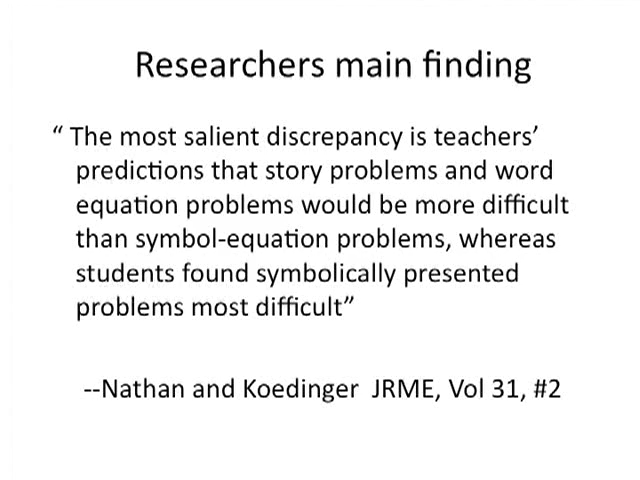 Researchers main finding
“ The most salient discrepancy is teachers’
predictions that story problems and word
equation problems would be more difficult
than symbol-equation problems, whereas
students found symbolically presented
problems most difficult”
--Nathan and Koedinger  JRME, Vol 31, #2